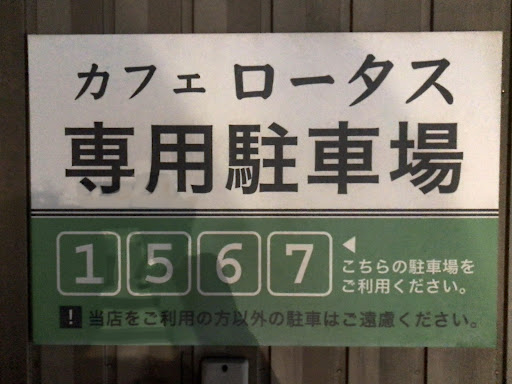 カフェ ロータス
専用駐車場
1 5 6 7 ◀ こちらの駐車場を
ご利用ください。
! 当店をご利用の方以外の駐車はご遠慮ください。